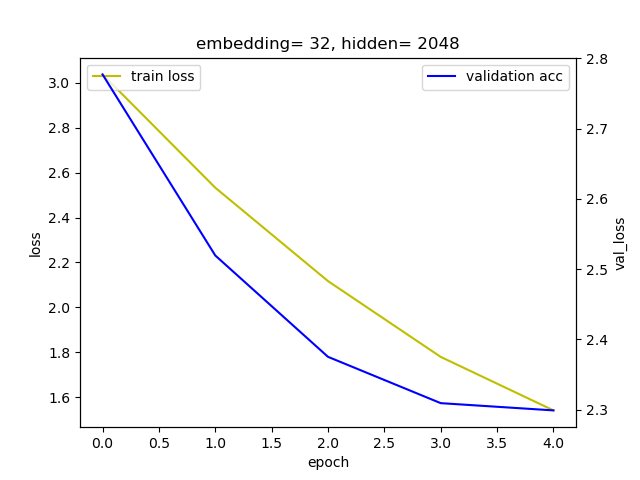 embedding= 32, hidden= 2048
train loss
validation acc
loss
3.0
2.8
2.6
2.4
2.2
2.0
1.8
1.6
2.8
2.7
2.6
2.5
2.4
2.3
val_loss
0.0 0.5 1.0 1.5 2.0 2.5 3.0 3.5 4.0
epoch